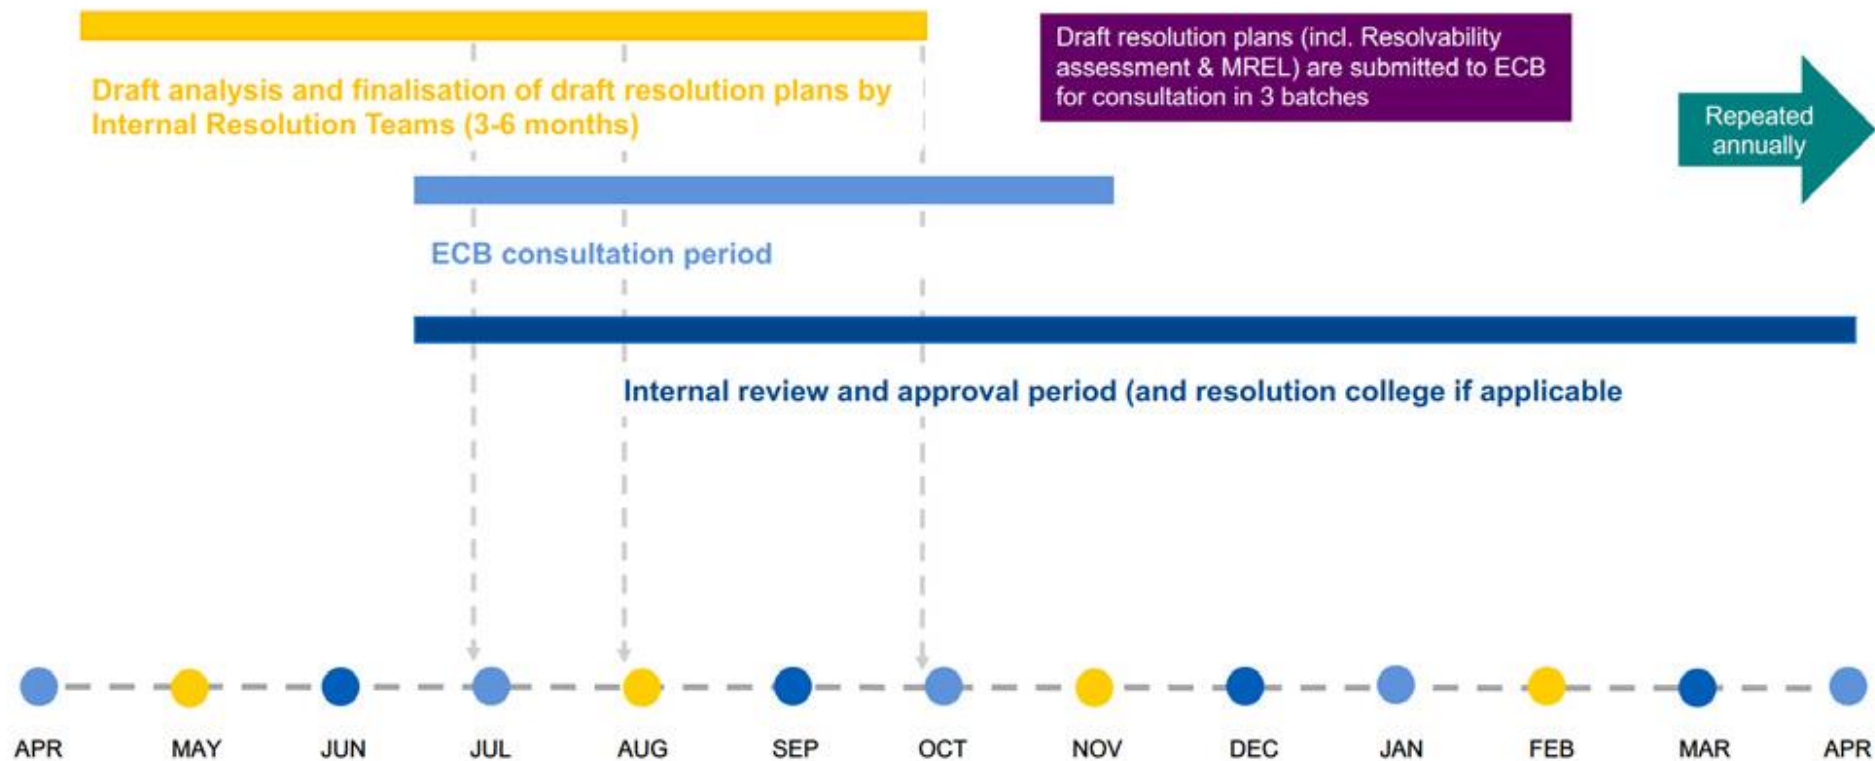 Draft analysis and finalisation of draft resolution plans by
Internal Resolution Teams (3-6 months)
Draft resolution plans (incl. Resolvability
assessment & MREL) are submitted to ECB
for consultation in 3 batches
Repeated
annually
ECB consultation period
Internal review and approval period (and resolution college if applicable
APR
MAY
JUN
JUL
AUG
SEP
OCT
NOV
DEC
JAN
FEB
MAR
APR